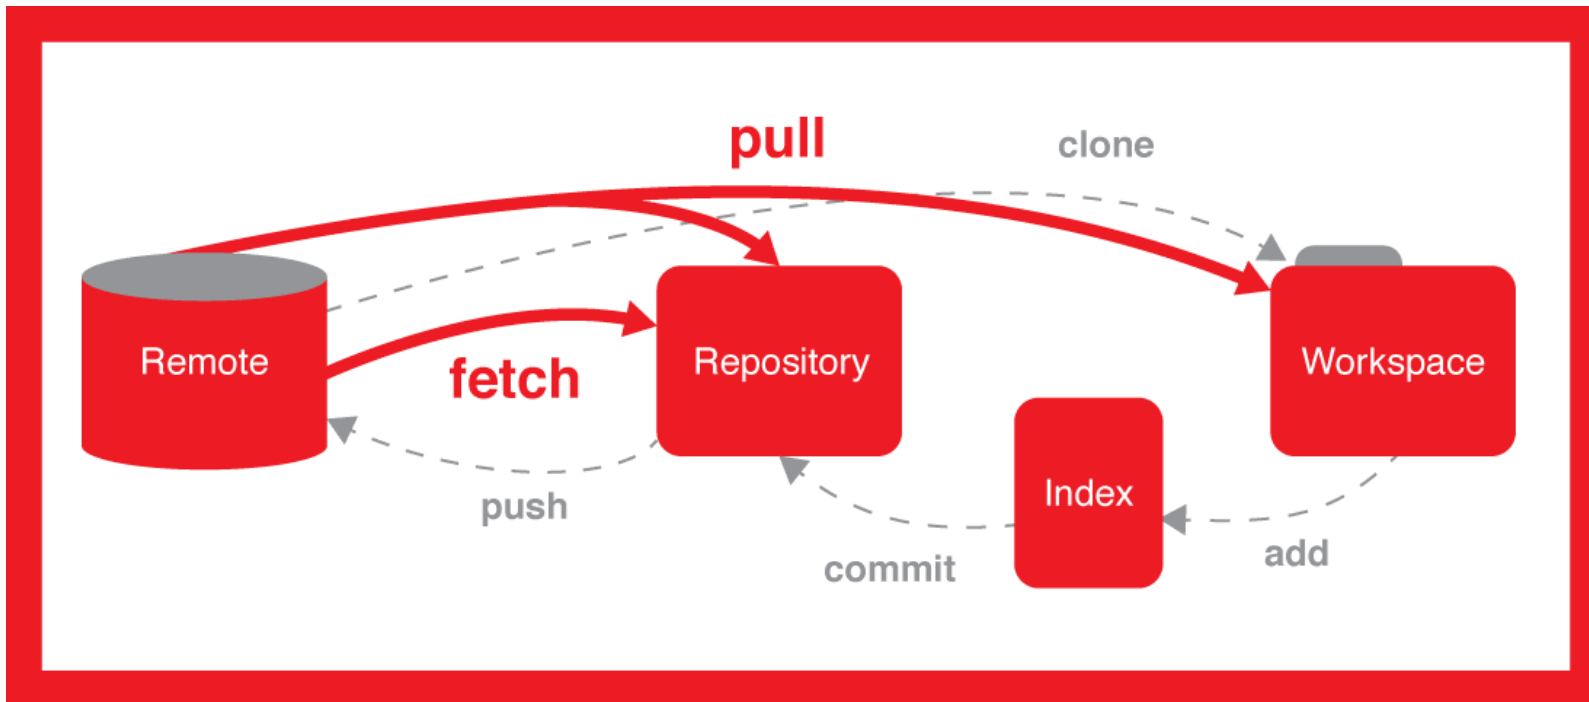 pull
clone
Remote
fetch
Repository
Workspace
push
Index
commit
add